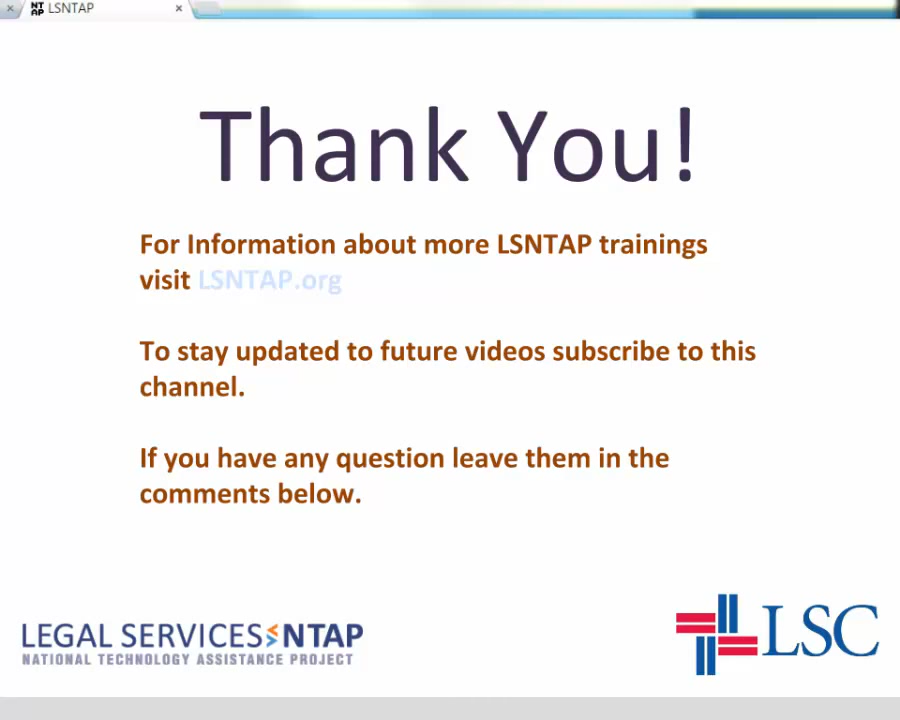 NT
AP LSNTAP
Thank You!
For Information about more LSNTAP trainings
visit LSNTAP.org
To stay updated to future videos subscribe to this
channel.
If you have any question leave them in the
comments below.
LEGAL SERVICES NTAP
NATIONAL TECHNOLOGY ASSISTANCE PROJECT
LSC